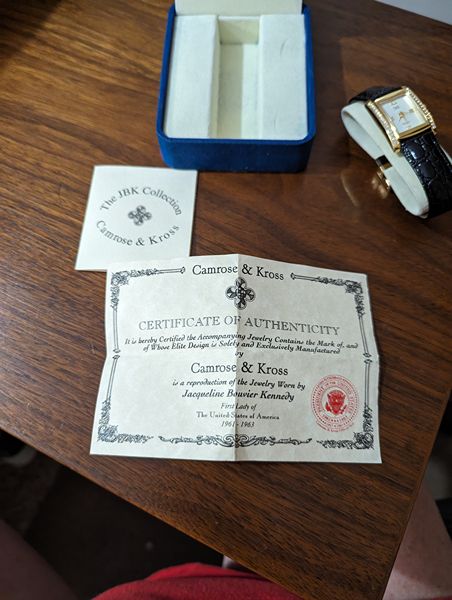 The JBK Collection
Camrose & Kross
Camrose & Kross
CERTIFICATE OF AUTHENTICITY
It is hereby Certified the Accompanying Jewelry Contains the Mark of, and
of Whose Elite Design is Solely and Exclusively Manufactured
by
Camrose & Kross
is a reproduction of the Jewelry Worn by
Jacqueline Bouvier Kennedy
First Lady of
The United States of America
1961 - 1963